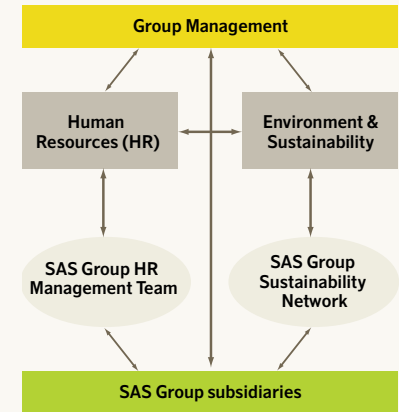 Group Management
Human
Resources (HR)
Environment &
Sustainability
SAS Group HR
Management Team
SAS Group
Sustainability
Network
SAS Group subsidiaries